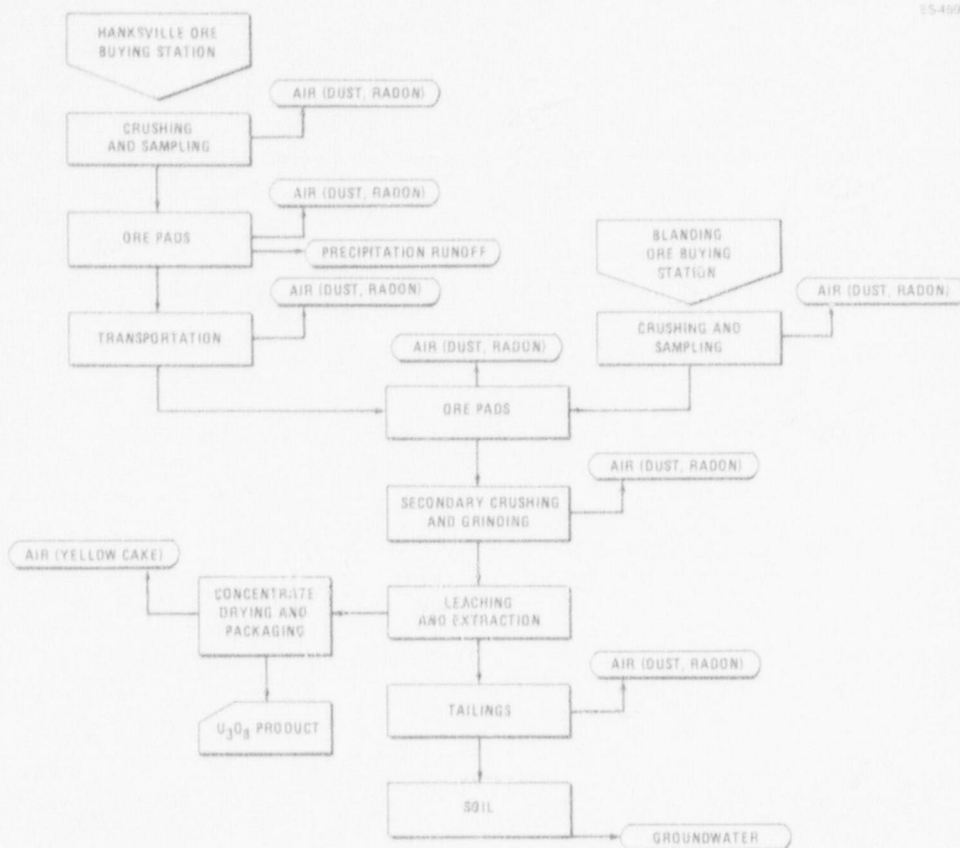 HANKSVILLE ORE
BUYING STATION
AIR (DUST, RADON)
CRUSHING
AND SAMPLING
AIR (DUST, RADON)
ORE PADS
PRECIPITATION RUNOFF
BLANDING
ORE BUYING
STATION
AIR (DUST, RADON)
AIR (DUST, RADON)
TRANSPORTATION
CRUSHING AND
SAMPLING
AIR (DUST, RADON)
ORE PADS
AIR (DUST, RADON)
SECONDARY CRUSHING
AND GRINDING
AIR (YELLOW CAKE)
CONCENTRATE
DRYING AND
PACKAGING
LEACHING
AND EXTRACTION
AIR (DUST, RADON)
TAILINGS
U₃O₈ PRODUCT
SOIL
GROUNDWATER